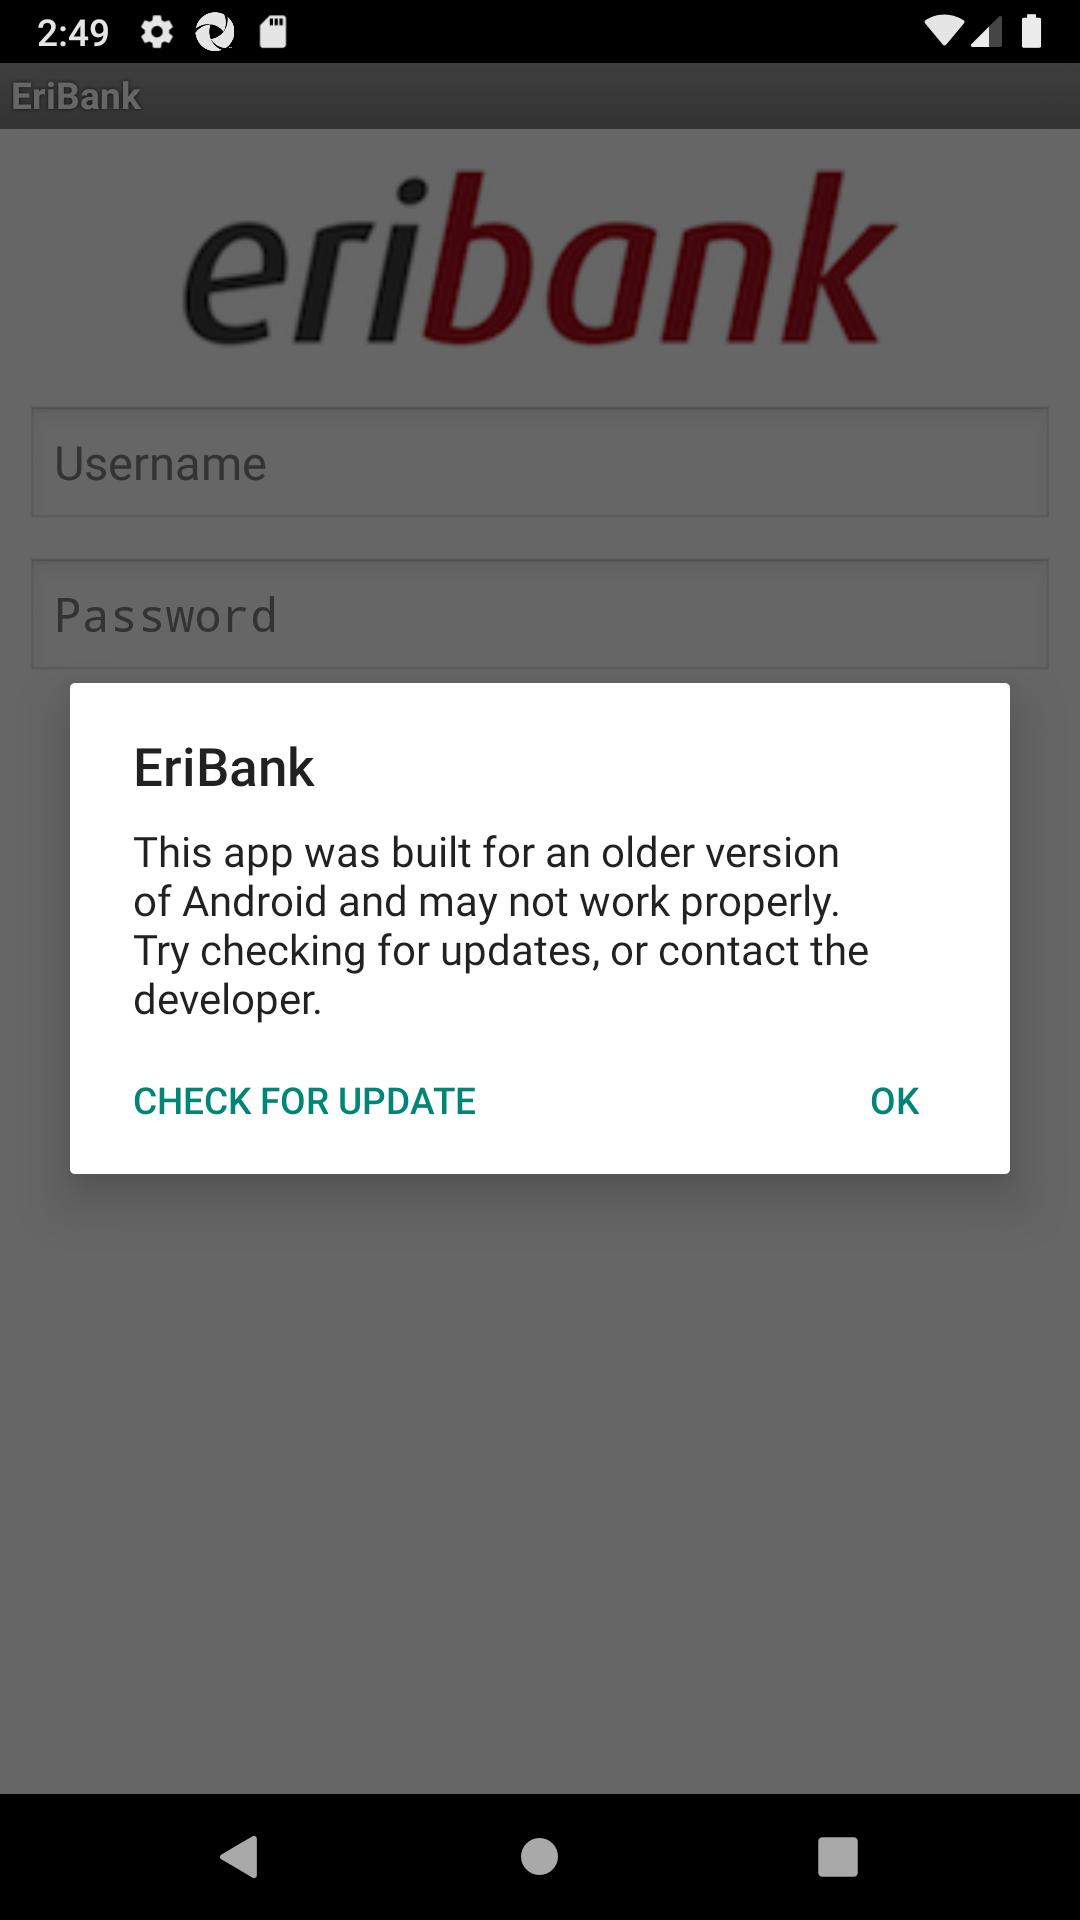 2:49
EriBank
eribank
Username
Password
EriBank
This app was built for an older version
of Android and may not work properly.
Try checking for updates, or contact the
developer.
CHECK FOR UPDATE
OK